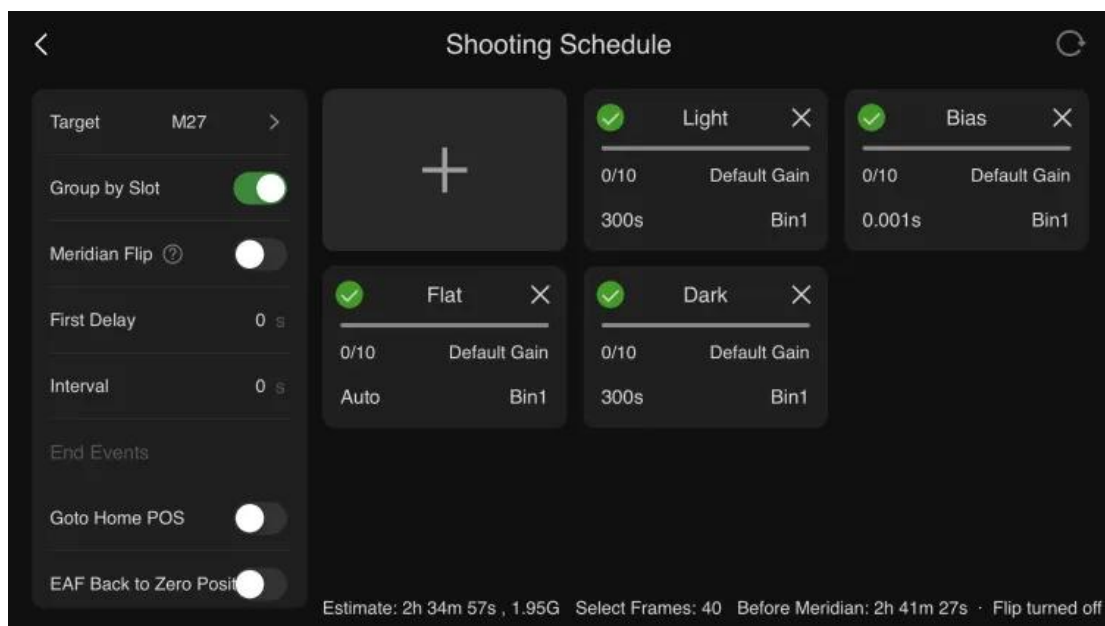 Shooting Schedule
Target M27
Group by Slot
Meridian Flip ?
First Delay 0 s
Interval 0 s
End Events
Goto Home POS
EAF Back to Zero Posit
Light
0/10 Default Gain
300s Bin1
Bias
0/10 Default Gain
0.001s Bin1
Flat
0/10 Default Gain
Auto Bin1
Dark
0/10 Default Gain
300s Bin1
Estimate: 2h 34m 57s , 1.95G Select Frames: 40 Before Meridian: 2h 41m 27s · Flip turned off